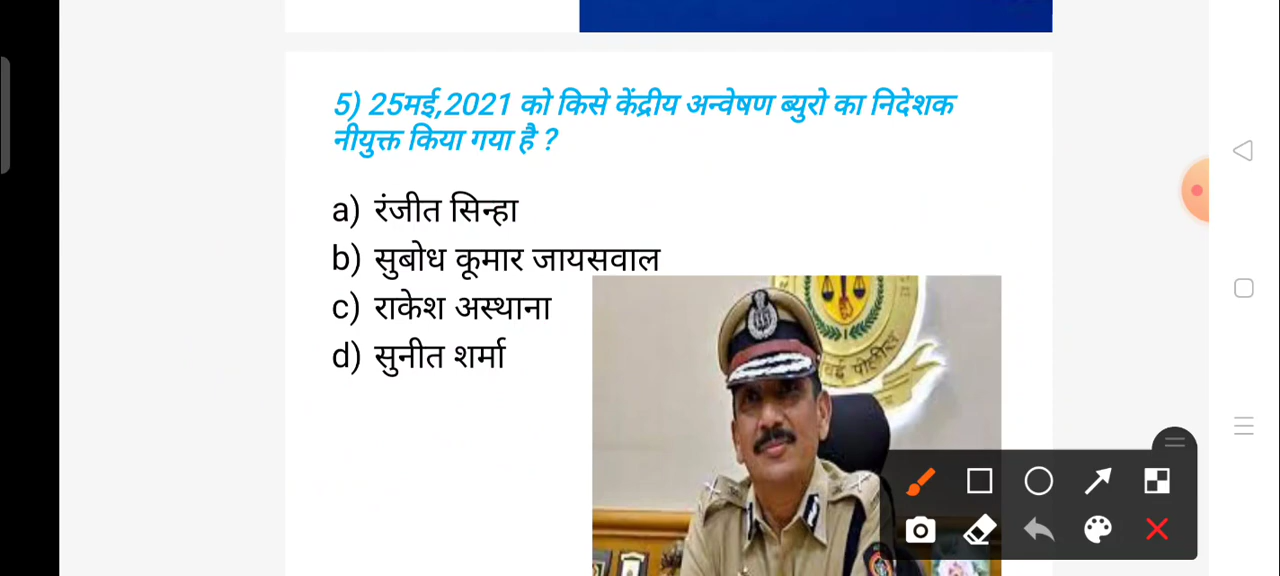 5) 25मई,2021 को किसे केंद्रीय अन्वेषण ब्युरो का निदेशक
नीयुक्त किया गया है ?
a) रंजीत सिन्हा
b) सुबोध कूमार जायसवाल
c) राकेश अस्थाना
d) सुनीत शर्मा